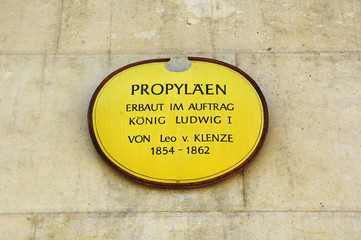 PROPYLÄEN
ERBAUT IM AUFTRAG
KÖNIG LUDWIG I
VON Leo v. KLENZE
1854 - 1862